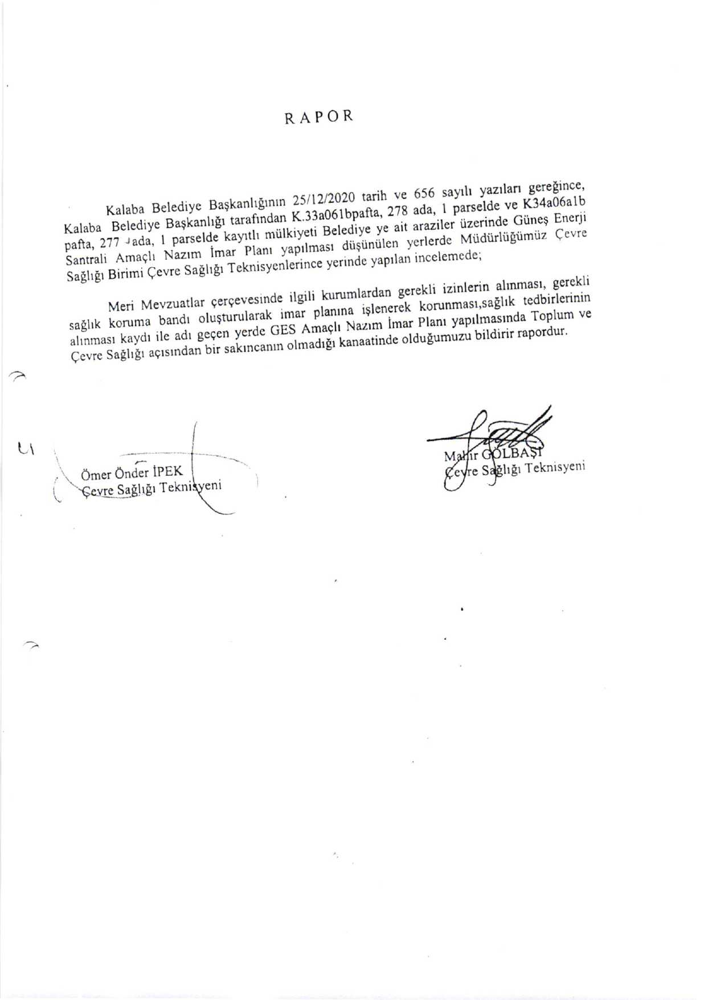 RAPOR
Kalaba Belediye Başkanlığının 25/12/2020 tarih ve 656 sayılı yazıları gereğince,
Kalaba Belediye Başkanlığı tarafından K.33a061bpafta, 278 ada, 1 parselde ve K34a06a1b
pafta, 277 ada, 1 parselde kayıtlı mülkiyeti Belediye ye ait araziler üzerinde Güneş Enerji
Santrali Amaçlı Nazım İmar Planı yapılması düşünülen yerlerde Müdürlüğümüz Çevre
Sağlığı Birimi Çevre Sağlığı Teknisyenlerince yerinde yapılan incelemede;
Meri Mevzuatlar çerçevesinde ilgili kurumlardan gerekli izinlerin alınması, gerekli
sağlık koruma bandı oluşturularak imar planına işlenerek korunması,sağlık tedbirlerinin
alınması kaydı ile adı geçen yerde GES Amaçlı Nazım İmar Planı yapılmasında Toplum ve
Çevre Sağlığı açısından bir sakıncanın olmadığı kanaatinde olduğumuzu bildirir rapordur.
Ömer Önder İPEK
Çevre Sağlığı Teknisyeni
Mahir GÖLBAŞI
Çevre Sağlığı Teknisyeni